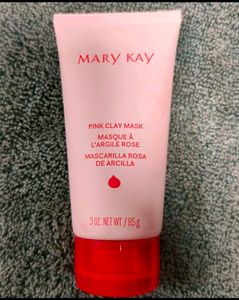 MARY KAY
PINK CLAY MASK
MASQUE À
L'ARGILE ROSE
MASCARILLA ROSA
DE ARCILLA
3 OZ. NET WT. / 85 g